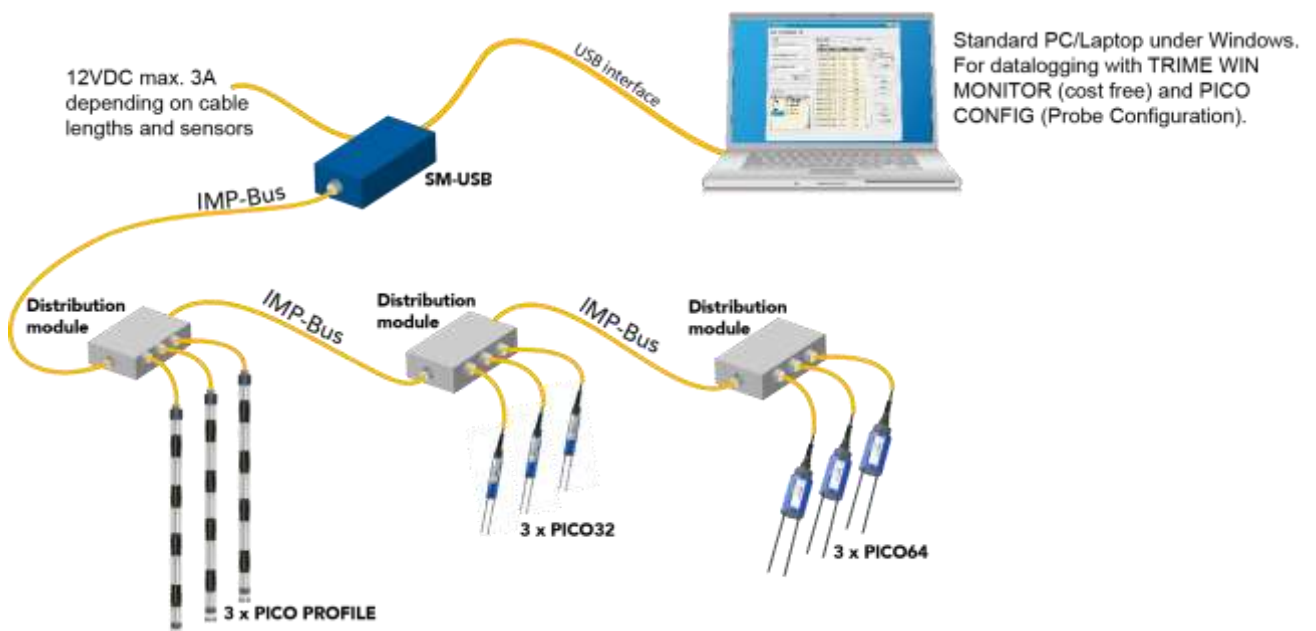 Standard PC/Laptop under Windows.
For datalogging with TRIME WIN
MONITOR (cost free) and PICO
CONFIG (Probe Configuration).
12VDC max. 3A
depending on cable
lengths and sensors
USB interface
SM-USB
IMP-Bus
Distribution
module
IMP-Bus
Distribution
module
IMP-Bus
Distribution
module
3 x PICO32
3 x PICO64
3 x PICO PROFILE